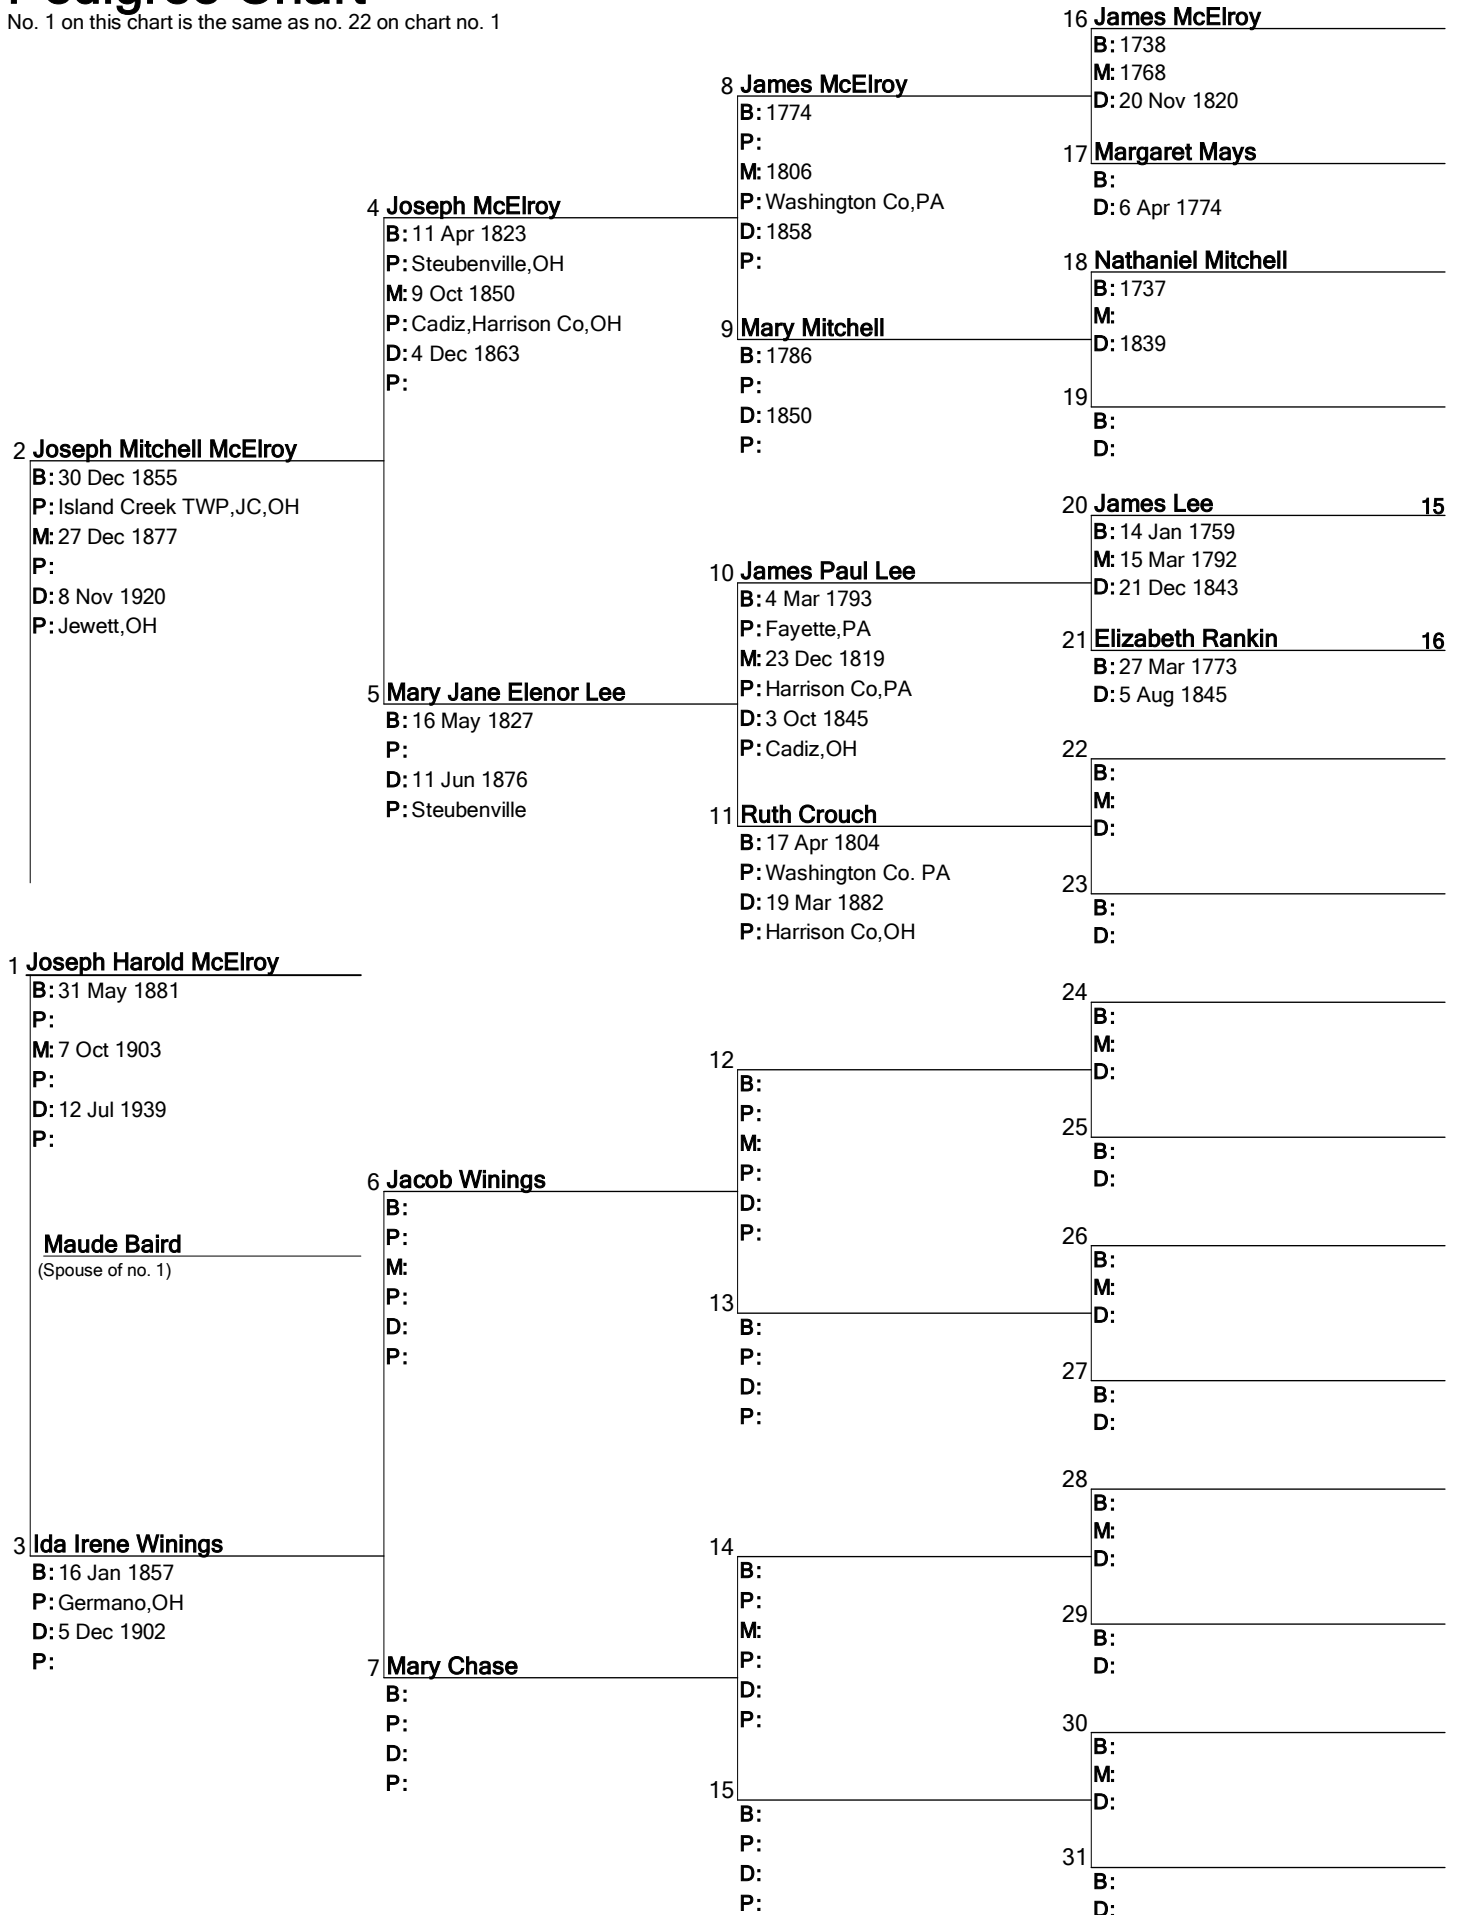 Pedigree Chart
No. 1 on this chart is the same as no. 22 on chart no. 1
2 Joseph Mitchell McElroy
B: 30 Dec 1855
P: Island Creek TWP,JC,OH
M: 27 Dec 1877
P:
D: 8 Nov 1920
P: Jewett,OH
1 Joseph Harold McElroy
B: 31 May 1881
P:
M: 7 Oct 1903
P:
D: 12 Jul 1939
P:
Maude Baird
(Spouse of no. 1)
3 Ida Irene Winings
B: 16 Jan 1857
P: Germano,OH
D: 5 Dec 1902
P:
4 Joseph McElroy
B: 11 Apr 1823
P: Steubenville,OH
M: 9 Oct 1850
P: Cadiz,Harrison Co,OH
D: 4 Dec 1863
P:
5 Mary Jane Elenor Lee
B: 16 May 1827
P:
D: 11 Jun 1876
P: Steubenville
6 Jacob Winings
B:
P:
M:
P:
D:
P:
7 Mary Chase
B:
P:
D:
P:
8 James McElroy
B: 1774
P:
M: 1806
P: Washington Co,PA
D: 1858
P:
9 Mary Mitchell
B: 1786
P:
D: 1850
P:
10 James Paul Lee
B: 4 Mar 1793
P: Fayette,PA
M: 23 Dec 1819
P: Harrison Co,PA
D: 3 Oct 1845
P: Cadiz,OH
11 Ruth Crouch
B: 17 Apr 1804
P: Washington Co. PA
D: 19 Mar 1882
P: Harrison Co,OH
12
B:
P:
M:
P:
D:
P:
13
B:
P:
D:
P:
14
B:
P:
M:
P:
D:
P:
15
B:
P:
D:
P:
16 James McElroy
B: 1738
M: 1768
D: 20 Nov 1820
17 Margaret Mays
B:
D: 6 Apr 1774
18 Nathaniel Mitchell
B: 1737
M:
D: 1839
19
B:
D:
20 James Lee 15
B: 14 Jan 1759
M: 15 Mar 1792
D: 21 Dec 1843
21 Elizabeth Rankin 16
B: 27 Mar 1773
D: 5 Aug 1845
22
B:
M:
D:
23
B:
D:
24
B:
M:
D:
25
B:
D:
26
B:
M:
D:
27
B:
D:
28
B:
M:
D:
29
B:
D:
30
B:
M:
D:
31
B:
D: